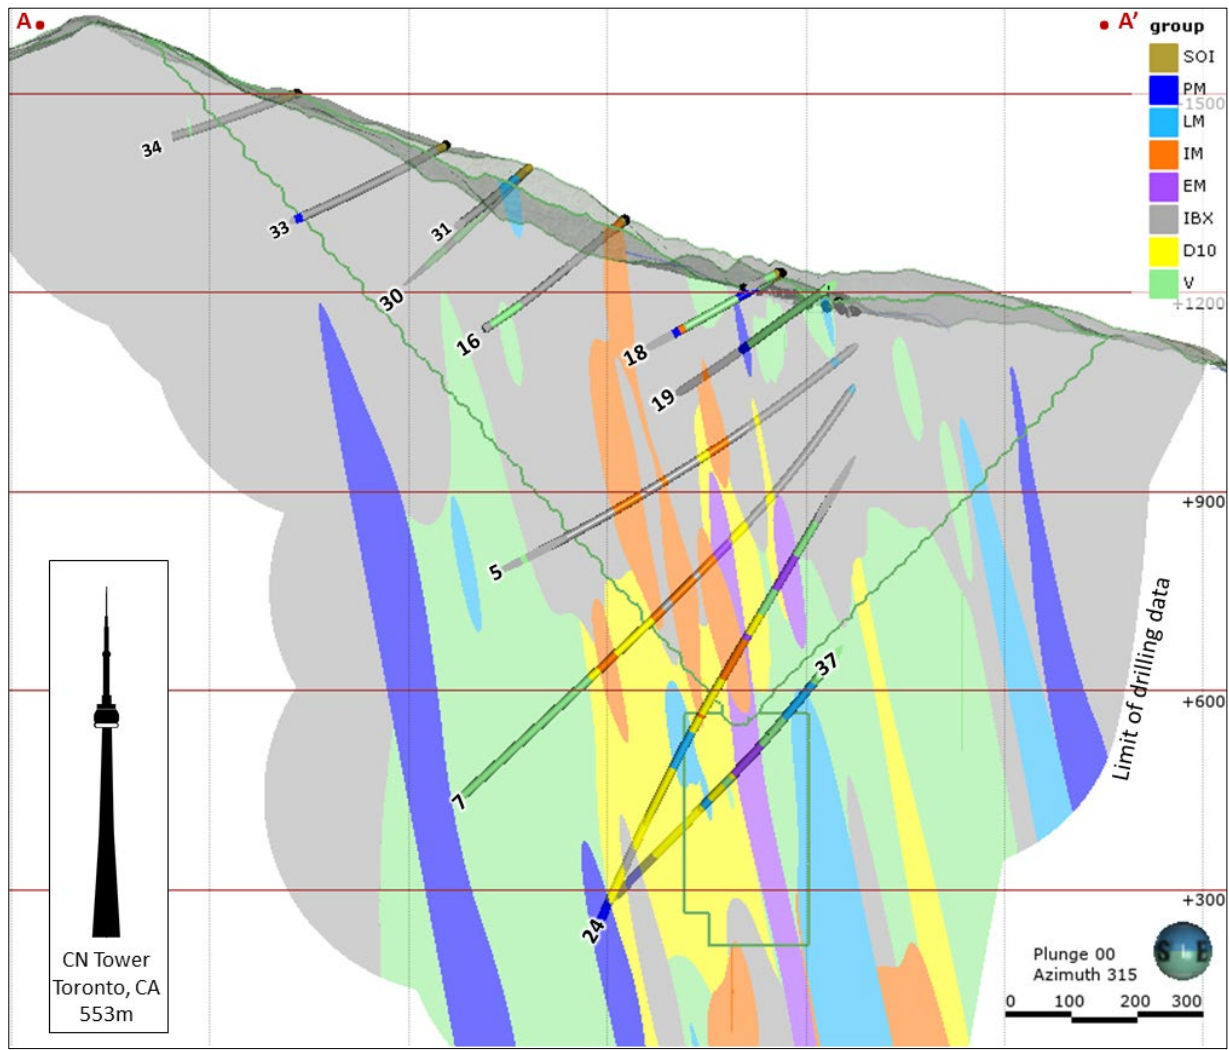 A
A'
group
SOI
PM
1500
LM
IM
EM
IBX
D10
V
+1200
34
33
31
30
16
18
19
+900
5
Limit of drilling data
37
+600
7
+300
24
CN Tower
Toronto, CA
553m
S L E
Plunge 00
Azimuth 315
0 100 200 300